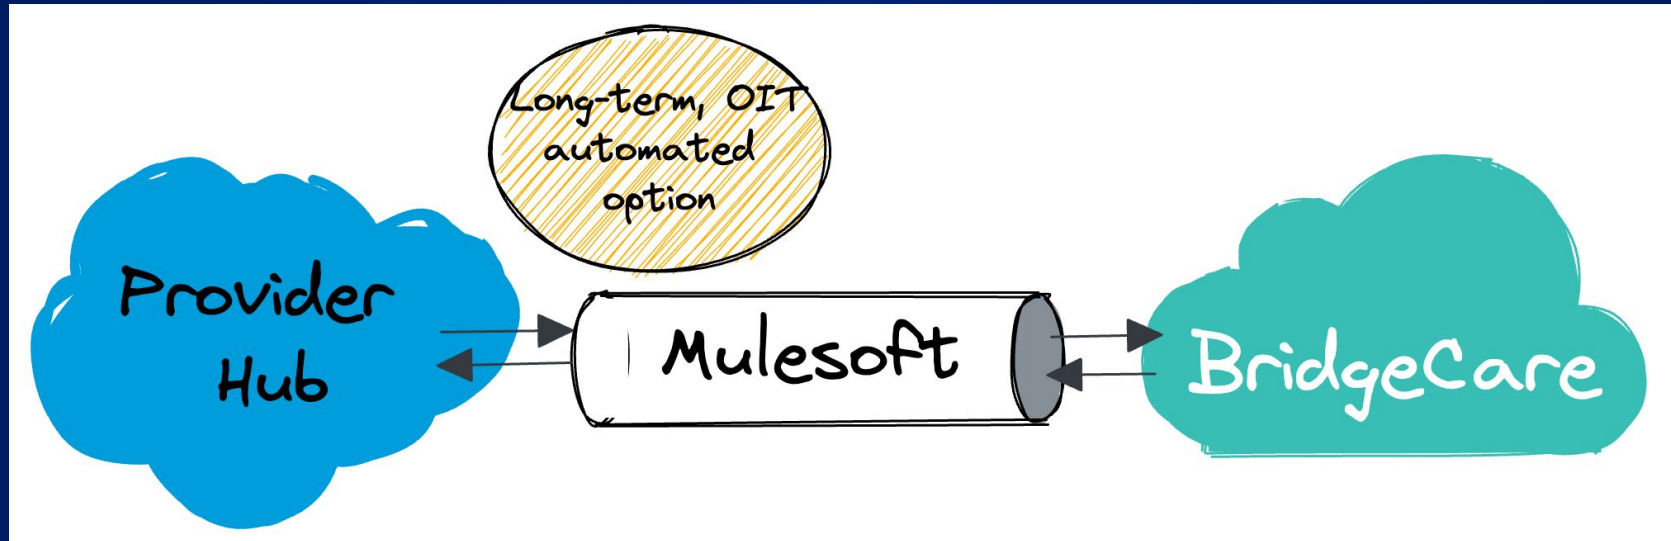 Long-term, OIT
automated
option
Provider
Hub
Mulesoft
BridgeCare